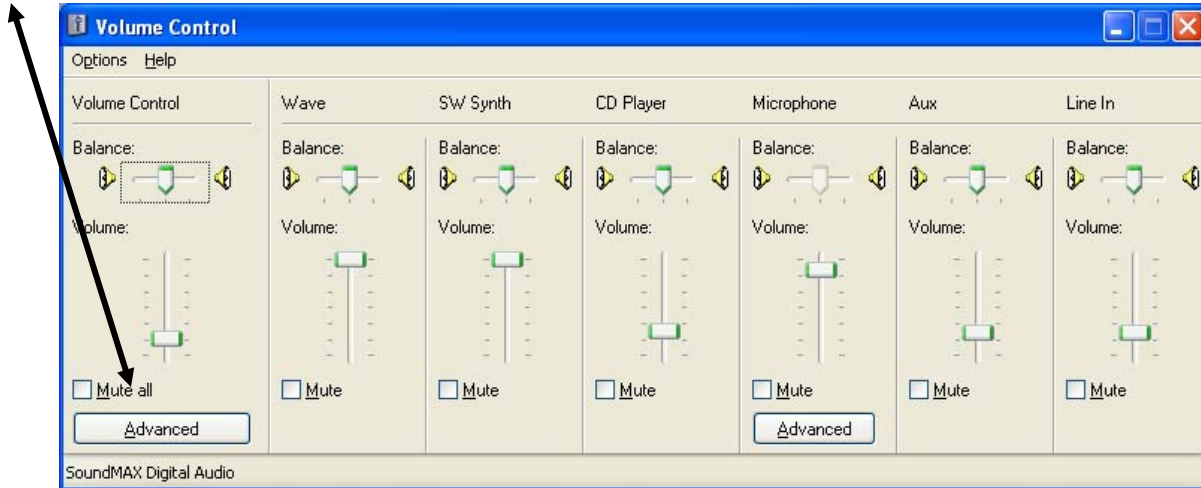 Volume Control
Options Help
Volume Control Wave SW Synth CD Player Microphone Aux Line In
Balance: Balance: Balance: Balance: Balance: Balance: Balance:
Volume: Volume: Volume: Volume: Volume: Volume: Volume:
Mute all Mute Mute Mute Mute Mute Mute
Advanced Advanced
SoundMAX Digital Audio